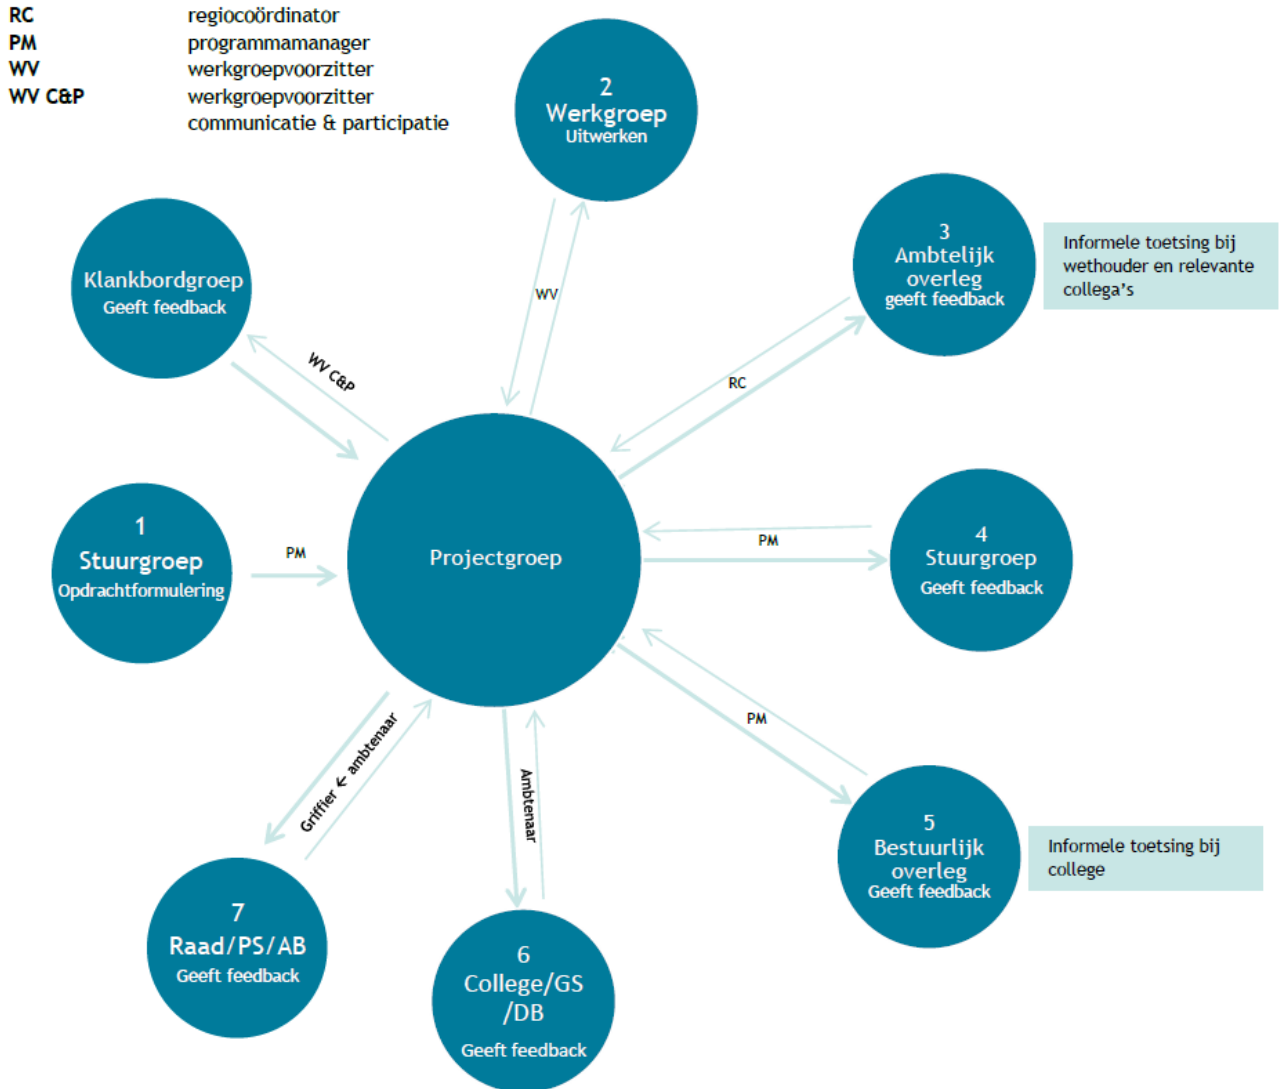 RC regiocoördinator
PM programmamanager
WV werkgroepvoorzitter
WV C&P werkgroepvoorzitter
communicatie & participatie
2
Werkgroep
Uitwerken
3
Ambtelijk
overleg
geeft feedback
Informele toetsing bij
wethouder en relevante
collega's
Klankbordgroep
Geeft feedback
WV
WV C&P
RC
1
Stuurgroep
Opdrachtformulering
PM
Projectgroep
PM
4
Stuurgroep
Geeft feedback
PM
Griffier ← ambtenaar
Ambtenaar
5
Bestuurlijk
overleg
Geeft feedback
Informele toetsing bij
college
7
Raad/PS/AB
Geeft feedback
6
College/GS
/DB
Geeft feedback